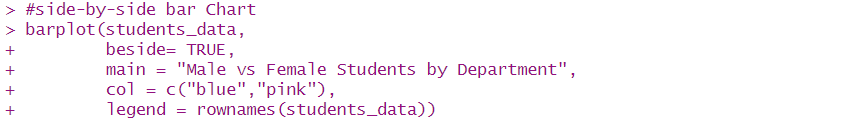 > #side-by-side bar Chart
> barplot(students_data,
+         beside= TRUE,
+         main = "Male vs Female Students by Department",
+         col = c("blue","pink"),
+         legend = rownames(students_data))